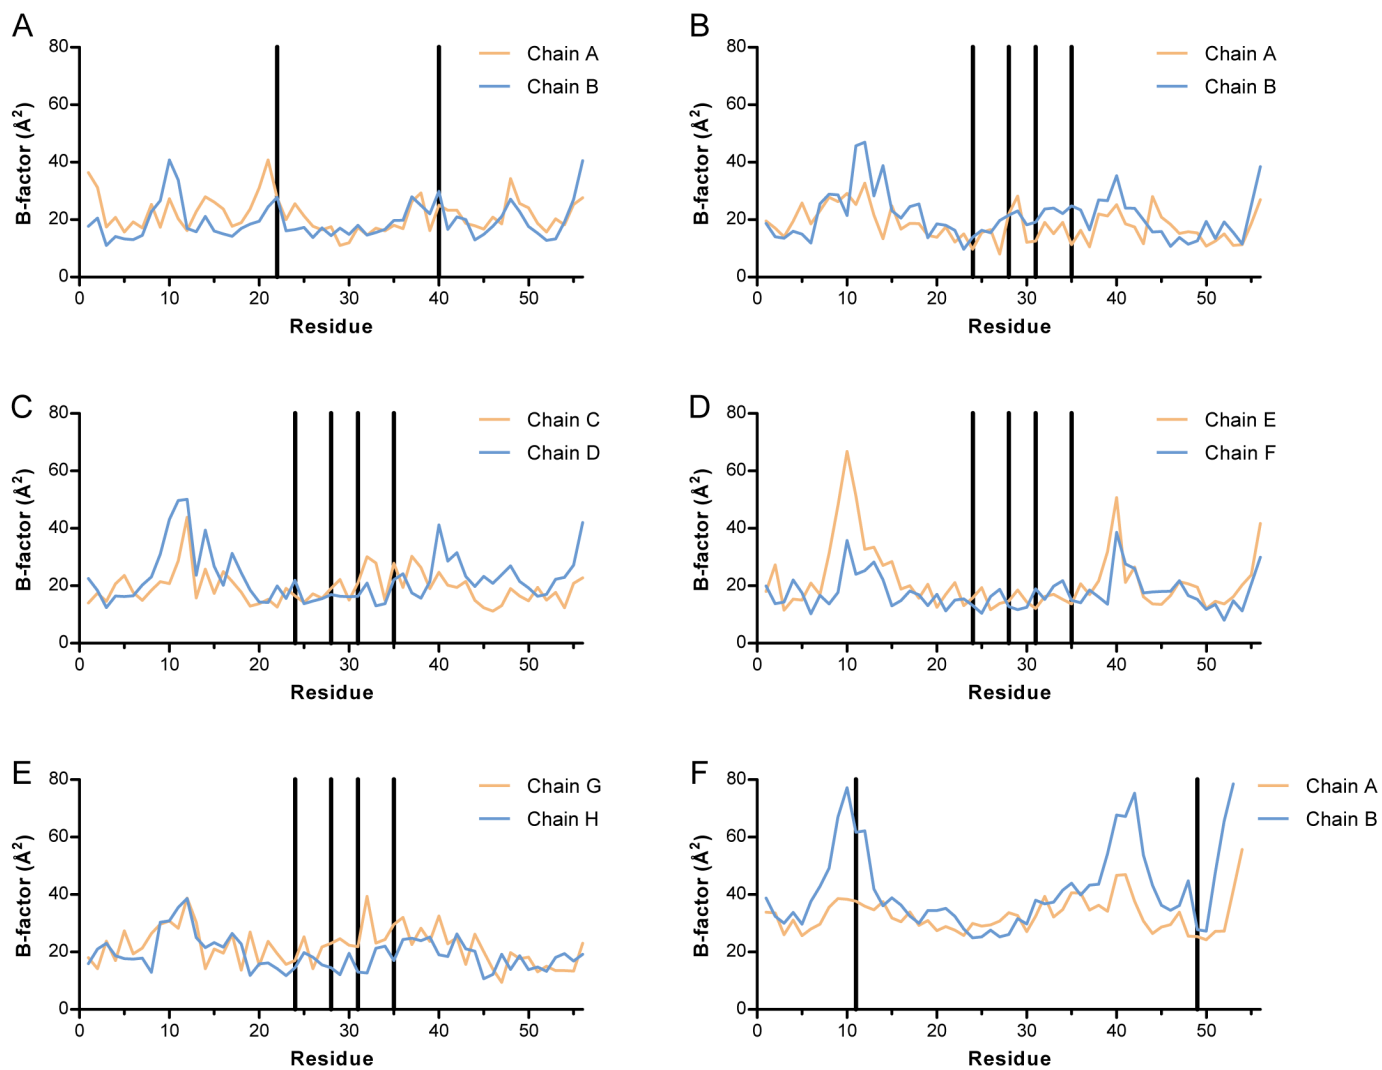 A
B-factor (Å²)
80
60
40
20
0
0 10 20 30 40 50
Residue
Chain A
Chain B
B
B-factor (Å²)
80
60
40
20
0
0 10 20 30 40 50
Residue
Chain A
Chain B
C
B-factor (Å²)
80
60
40
20
0
0 10 20 30 40 50
Residue
Chain C
Chain D
D
B-factor (Å²)
80
60
40
20
0
0 10 20 30 40 50
Residue
Chain E
Chain F
E
B-factor (Å²)
80
60
40
20
0
0 10 20 30 40 50
Residue
Chain G
Chain H
F
B-factor (Å²)
80
60
40
20
0
0 10 20 30 40 50
Residue
Chain A
Chain B